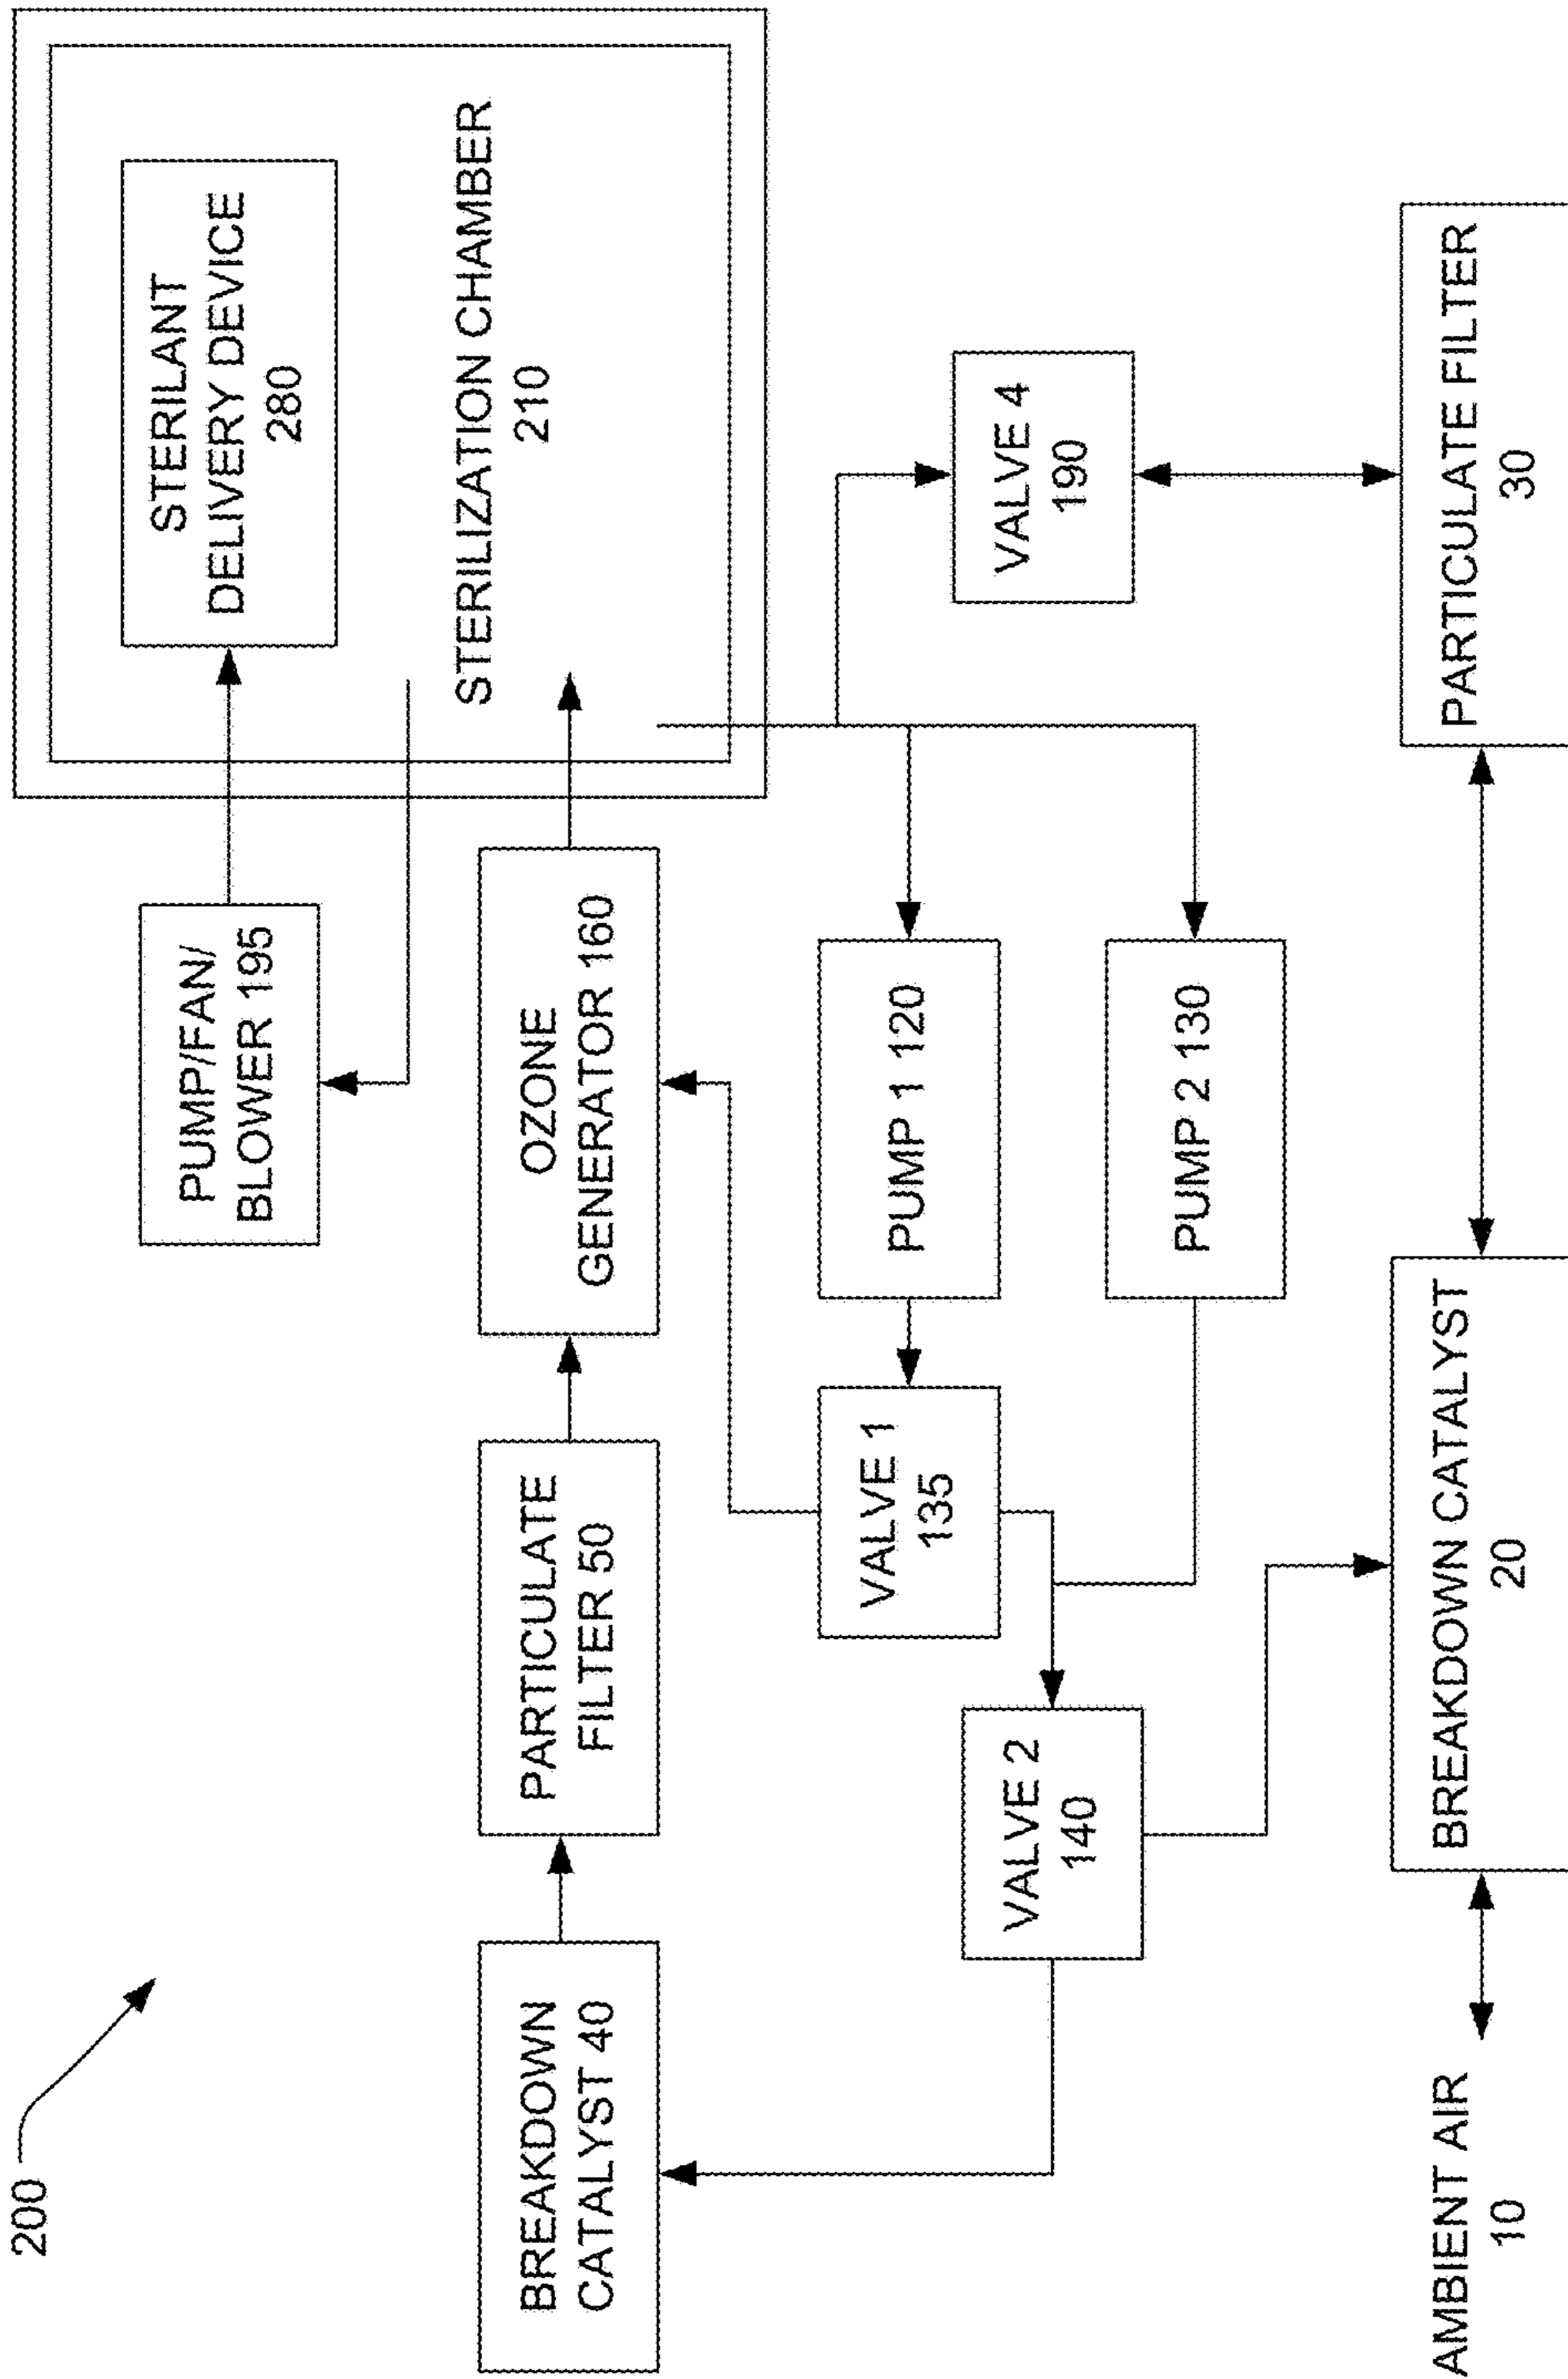 200
STERILANT
DELIVERY DEVICE
280
STERILIZATION CHAMBER
210
PUMP/FAN/
BLOWER 195
BREAKDOWN
CATALYST 40
PARTICULATE
FILTER 50
OZONE
GENERATOR 160
VALVE 1
135
PUMP 1 120
VALVE 2
140
PUMP 2 130
VALVE 4
190
AMBIENT AIR
10
BREAKDOWN CATALYST
20
PARTICULATE FILTER
30